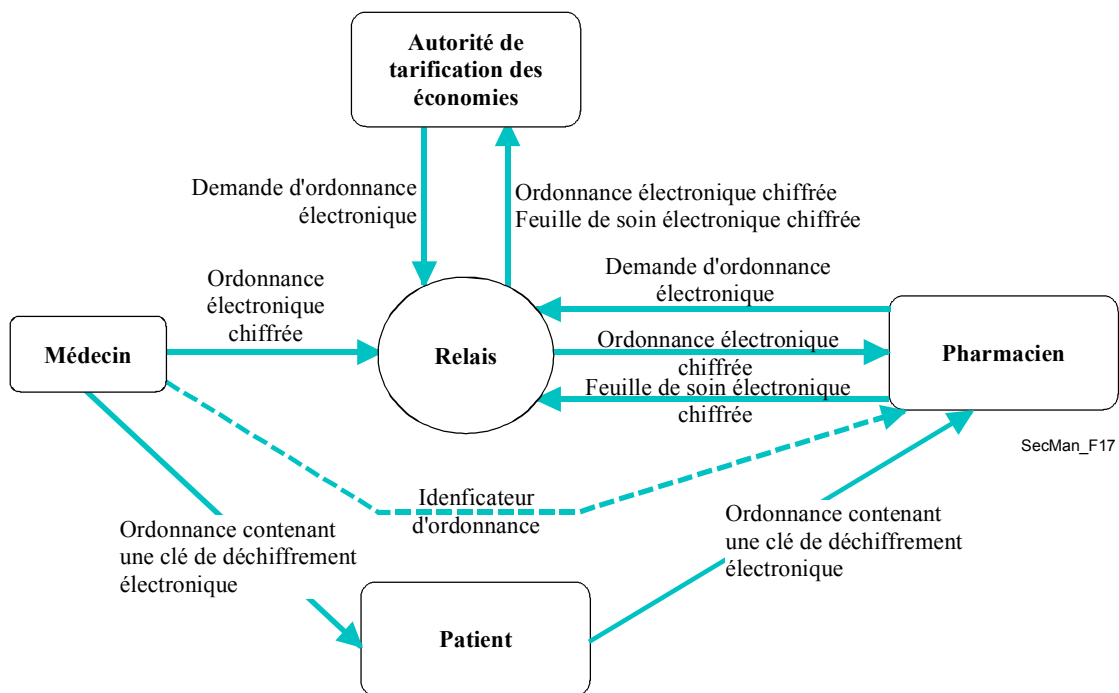 Autorité de
tarification des
économies
Demande d'ordonnance
électronique
Ordonnance électronique chiffrée
Feuille de soin électronique chiffrée
Ordonnance
électronique
chiffrée
Demande d'ordonnance
électronique
Médecin
Relais
Ordonnance électronique
chiffrée
Pharmacien
Feuille de soin électronique
chiffrée
SecMan_F17
Idenficateur
d'ordonnance
Ordonnance contenant
une clé de déchiffrement
électronique
Ordonnance contenant
une clé de déchiffrement
électronique
Patient